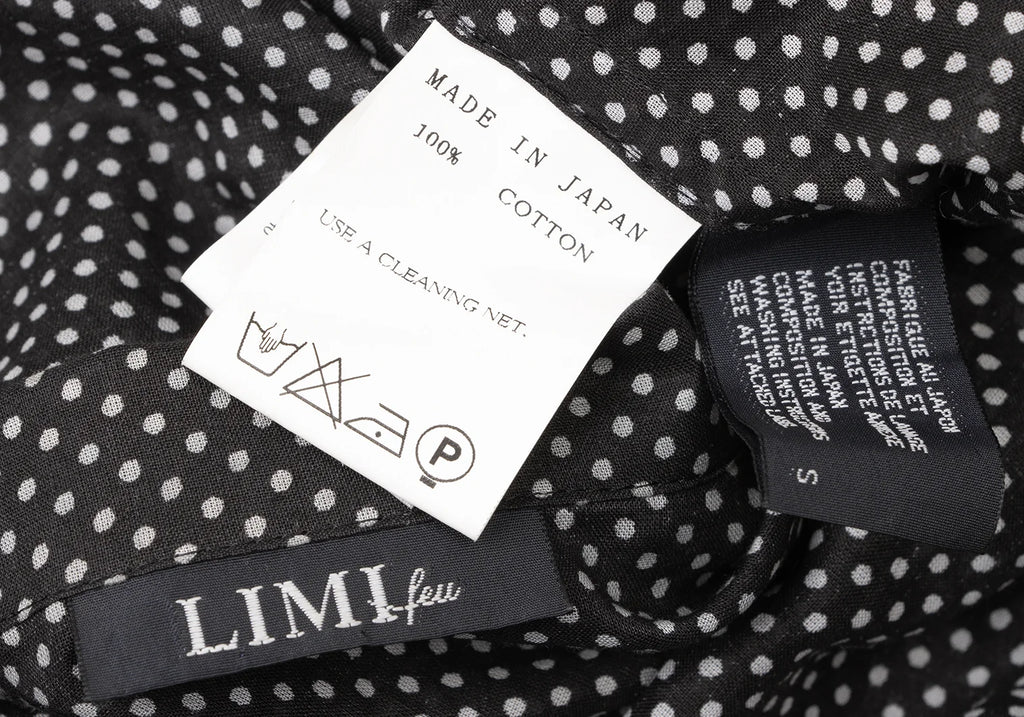 MADE IN JAPAN
100%
COTTON
USE A CLEANING NET.
P
FABRIQUE AU JAPON
COMPOSITION ET
INSTRUCTIONS DE LAVAGE
VOIR ETIQETTE ANNEXE
MADE IN JAPAN
COMPOSITION AND
WASHING INSTRUCTIONS
SEE ATTACHED LABEL
S
LIMI feu